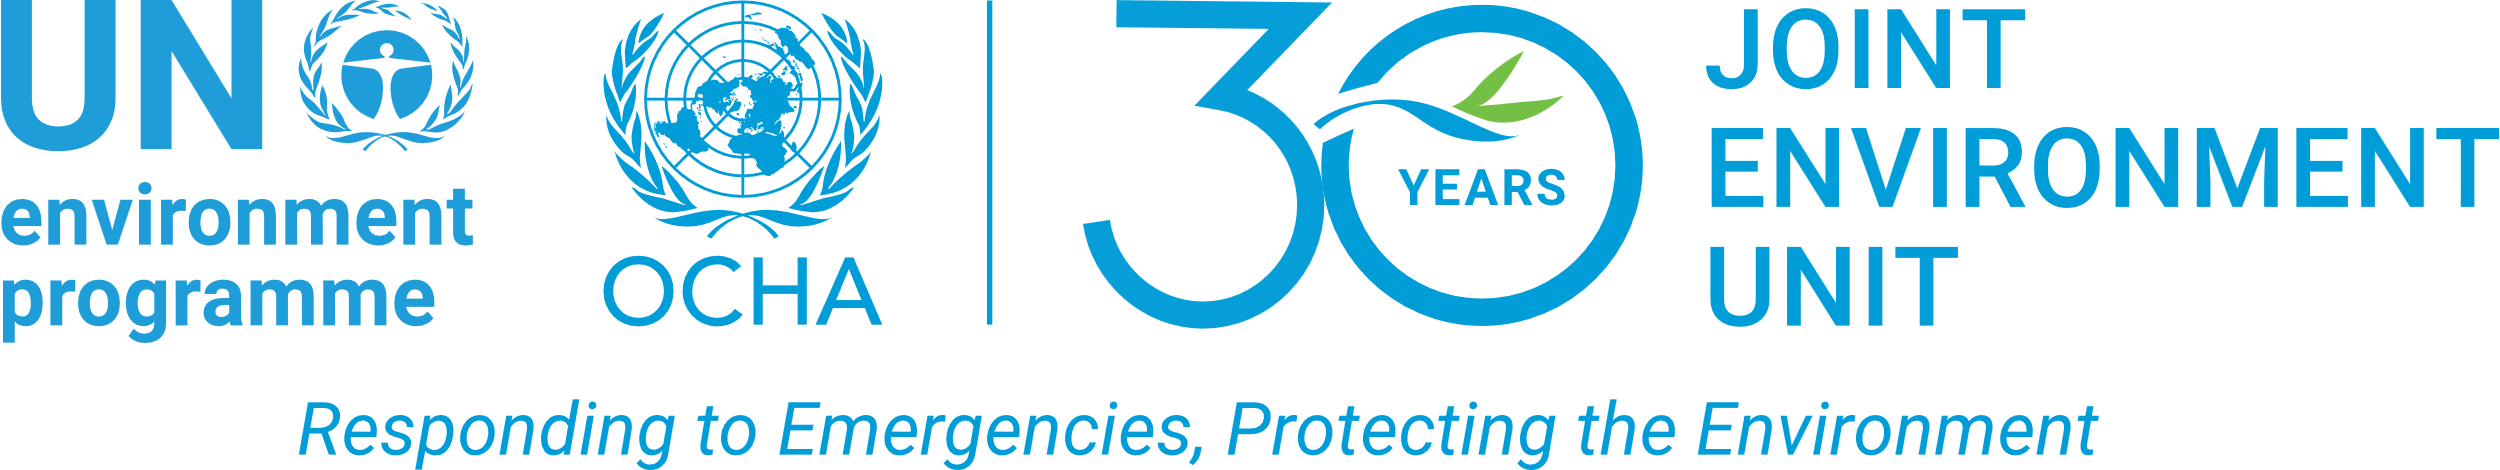 UN
environment
programme
OCHA
30
YEARS
JOINT
ENVIRONMENT
UNIT
Responding to Emergencies, Protecting the Environment